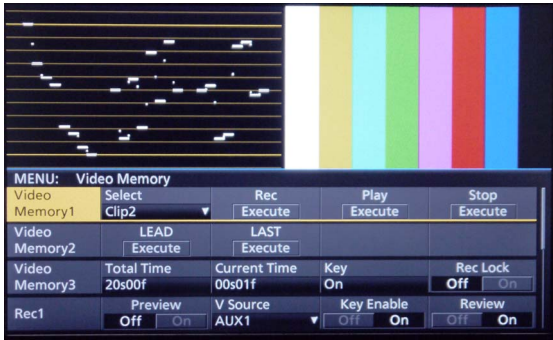 MENU: Video Memory
Video Memory1
Select
Clip2
Rec
Execute
Play
Execute
Stop
Execute
Video Memory2
LEAD
Execute
LAST
Execute
Video Memory3
Total Time
20s00f
Current Time
00s01f
Key
On
Rec Lock
Off On
Rec1
Preview
Off On
V Source
AUX1
Key Enable
Off On
Review
Off On